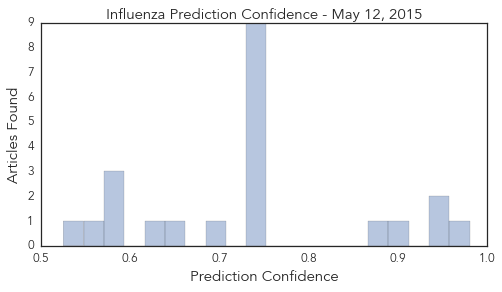 Influenza Prediction Confidence - May 12, 2015
9
8
7
6
5
4
3
2
1
0
Articles Found
0.5 0.6 0.7 0.8 0.9 1.0
Prediction Confidence